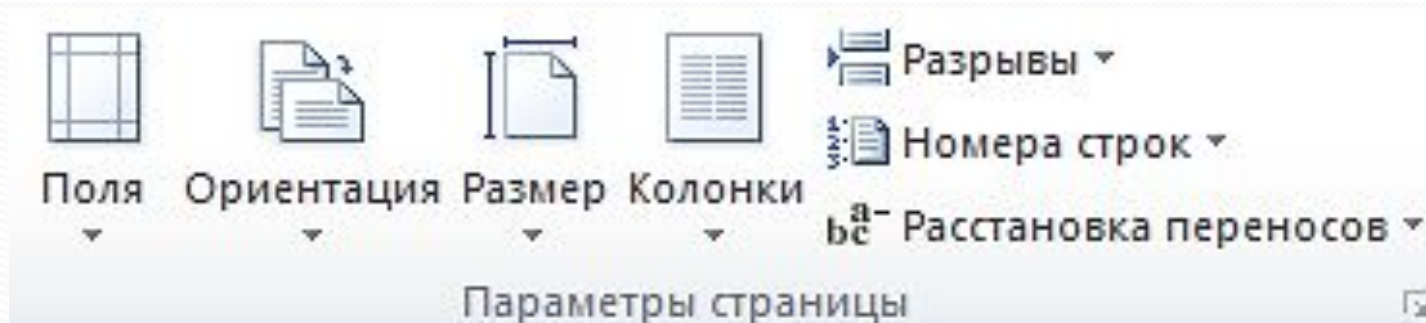 Поля
Ориентация
Размер
Колонки
Разрывы
Номера строк
Расстановка переносов
Параметры страницы